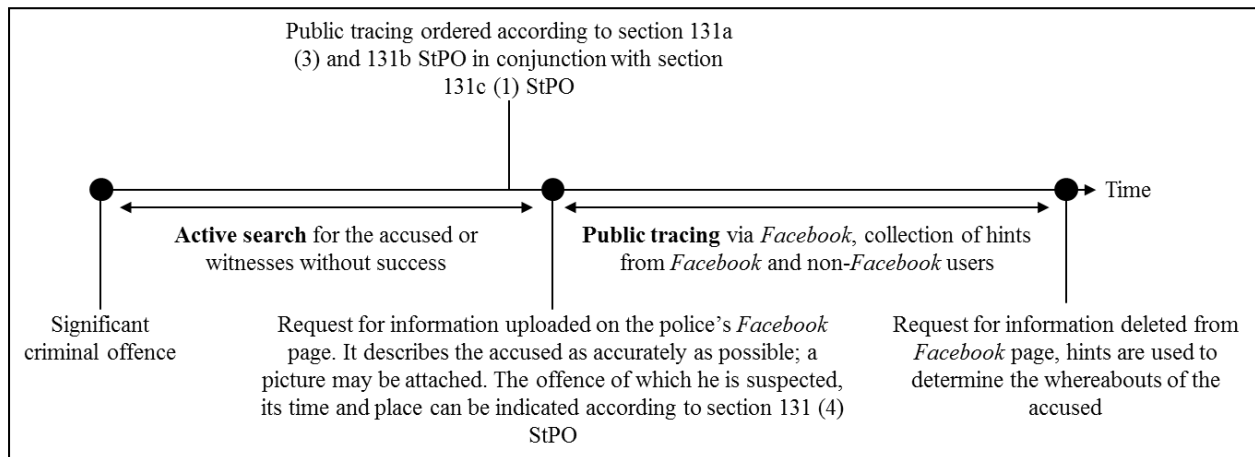 Public tracing ordered according to section 131a
(3) and 131b StPO in conjunction with section
131c (1) StPO
Time
Active search for the accused or
witnesses without success
Public tracing via Facebook, collection of hints
from Facebook and non-Facebook users
Significant
criminal offence
Request for information uploaded on the police's Facebook
page. It describes the accused as accurately as possible; a
picture may be attached. The offence of which he is suspected,
its time and place can be indicated according to section 131 (4)
StPO
Request for information deleted from
Facebook page, hints are used to
determine the whereabouts of the
accused